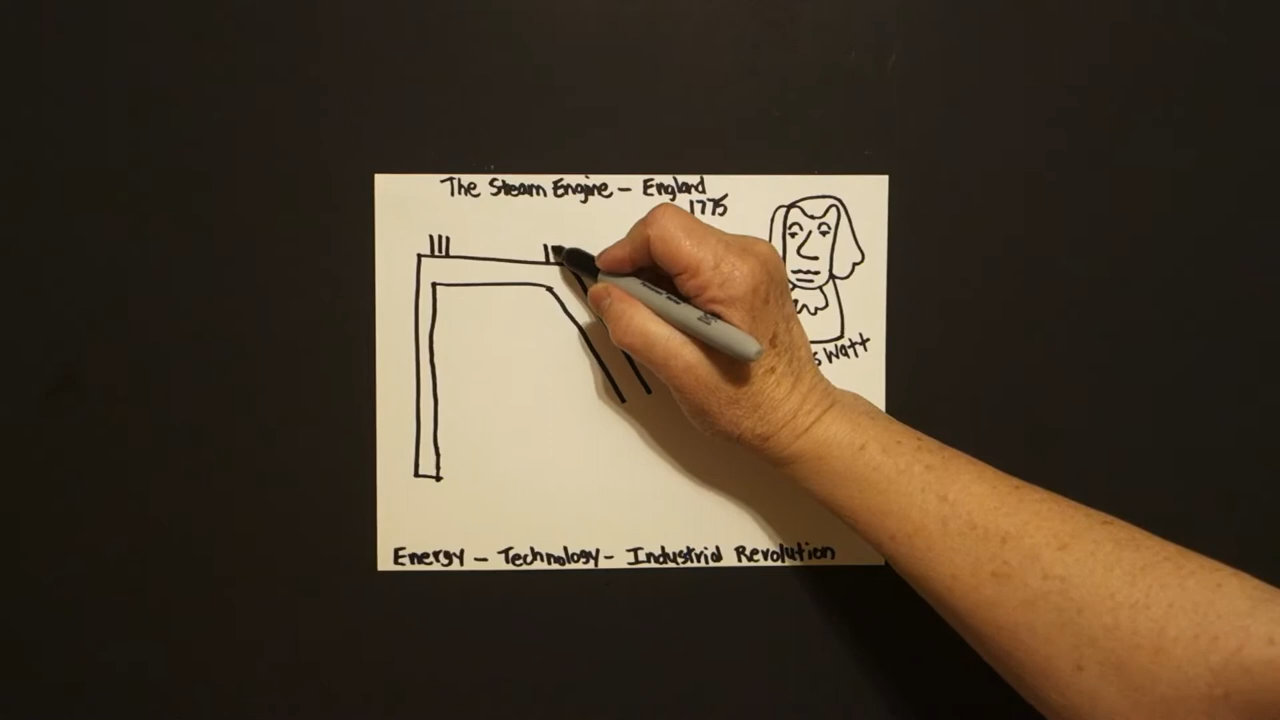 The Steam Engine - England
1775
Watt
Energy - Technology - Industrial Revolution